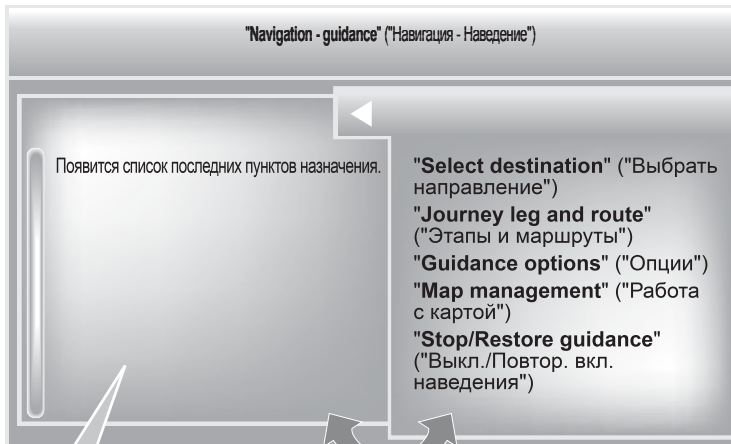 "Navigation - guidance" ("Навигация - Наведение")
Появится список последних пунктов назначения.
"Select destination" ("Выбрать
направление")
"Journey leg and route"
("Этапы и маршруты")
"Guidance options" ("Опции")
"Map management" ("Работа
с картой")
"Stop/Restore guidance"
("Выкл./Повтор. вкл.
наведения")